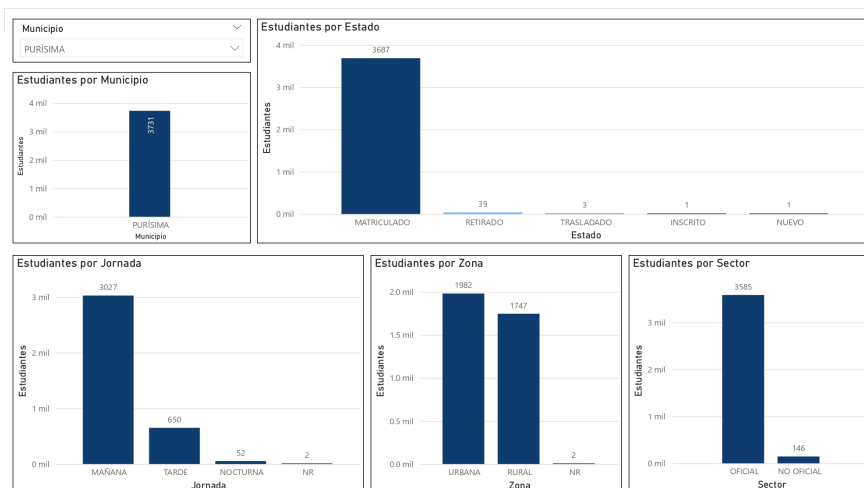 Municipio
PURÍSIMA
Estudiantes por Municipio
4 mil
3 mil
2 mil
1 mil
0 mil
Estudiantes
3731
PURÍSIMA
Municipio
Estudiantes por Estado
4 mil
3 mil
2 mil
1 mil
0 mil
Estudiantes
3687
39
3
1
1
MATRICULADO
RETIRADO
TRASLADADO
INSCRITO
NUEVO
Estado
Estudiantes por Jornada
3 mil
2 mil
1 mil
0 mil
Estudiantes
3027
650
52
2
MAÑANA
TARDE
NOCTURNA
NR
Jornada
Estudiantes por Zona
2.0 mil
1.5 mil
1.0 mil
0.5 mil
0.0 mil
Estudiantes
1982
1747
2
URBANA
RURAL
NR
Zona
Estudiantes por Sector
3 mil
2 mil
1 mil
0 mil
Estudiantes
3585
146
OFICIAL
NO OFICIAL
Sector